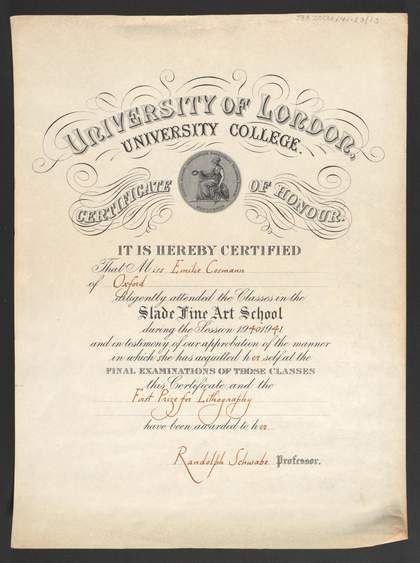 UNIVERSITY OF LONDON,
UNIVERSITY COLLEGE.
CERTIFICATE OF HONOUR.
IT IS HEREBY CERTIFIED
That Miss Emilie Cosmann
of Oxford
diligently attended the Classes in the
Slade Fine Art School
during the Session 1940 1941
and in testimony of our approbation of the manner
in which she has acquitted her self at the
FINAL EXAMINATIONS OF THOSE CLASSES
this Certificate and the
First Prize for Lithography
have been awarded to her
Randolph Schwabe Professor.